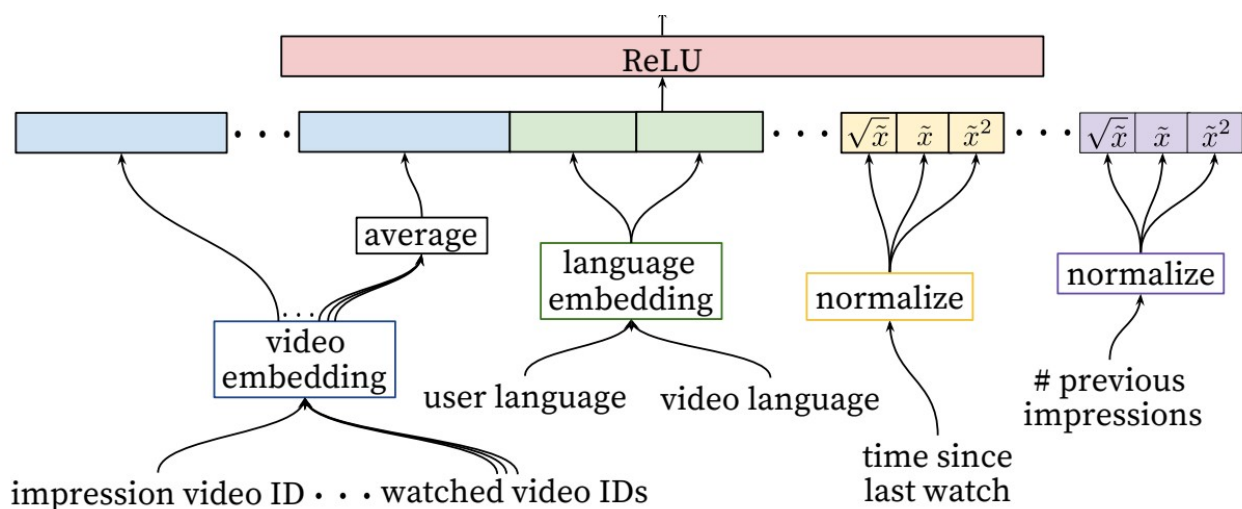 ReLU
. . .
. . .
√x̃ x̃ x̃²
. . .
√x̃ x̃ x̃²
average
language
embedding
normalize
normalize
. . .
video
embedding
user language
video language
# previous
impressions
time since
last watch
impression video ID . . . watched video IDs